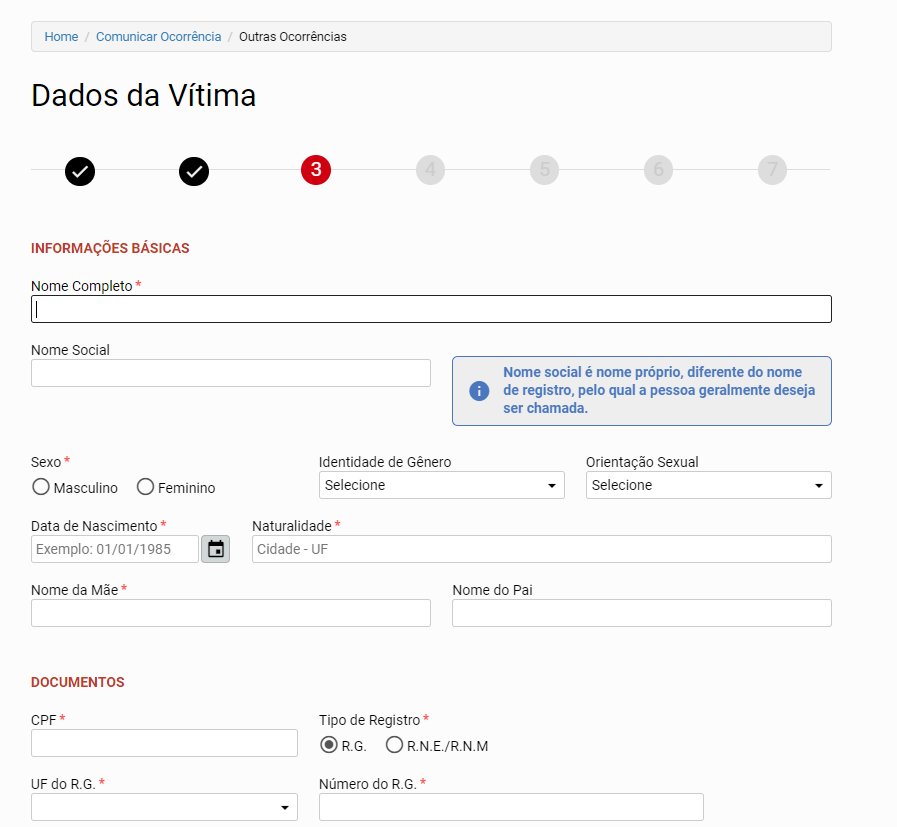 Home / Comunicar Ocorrência / Outras Ocorrências
Dados da Vítima
3 4 5 6 7
INFORMAÇÕES BÁSICAS
Nome Completo *
Nome Social
Nome social é nome próprio, diferente do nome
de registro, pelo qual a pessoa geralmente deseja
ser chamada.
Sexo * Identidade de Gênero Orientação Sexual
Masculino Feminino Selecione Selecione
Data de Nascimento * Naturalidade *
Exemplo: 01/01/1985 Cidade - UF
Nome da Mãe * Nome do Pai
DOCUMENTOS
CPF * Tipo de Registro *
R.G. R.N.E./R.N.M
UF do R.G. * Número do R.G. *